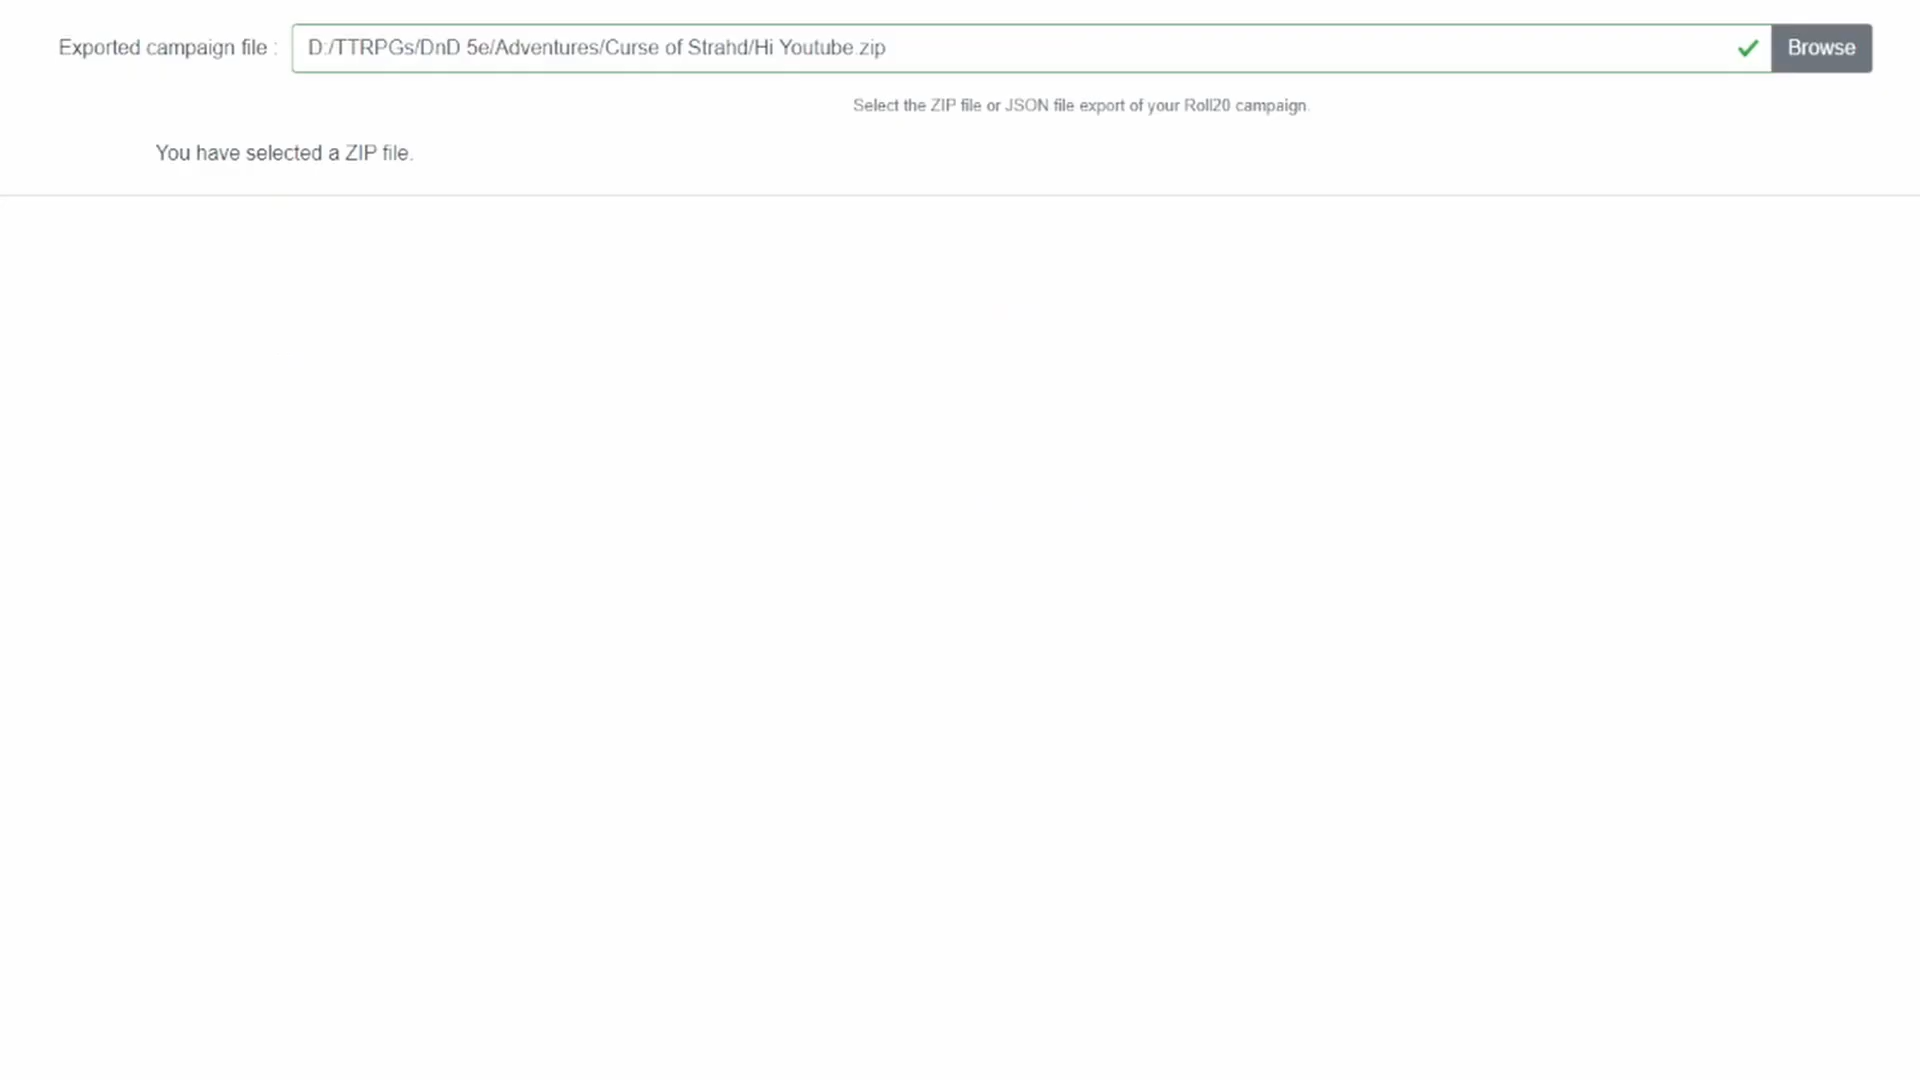 Exported campaign file : D:/TTRPGs/DnD 5e/Adventures/Curse of Strahd/Hi Youtube.zip Browse
Select the ZIP file or JSON file export of your Roll20 campaign.
You have selected a ZIP file.